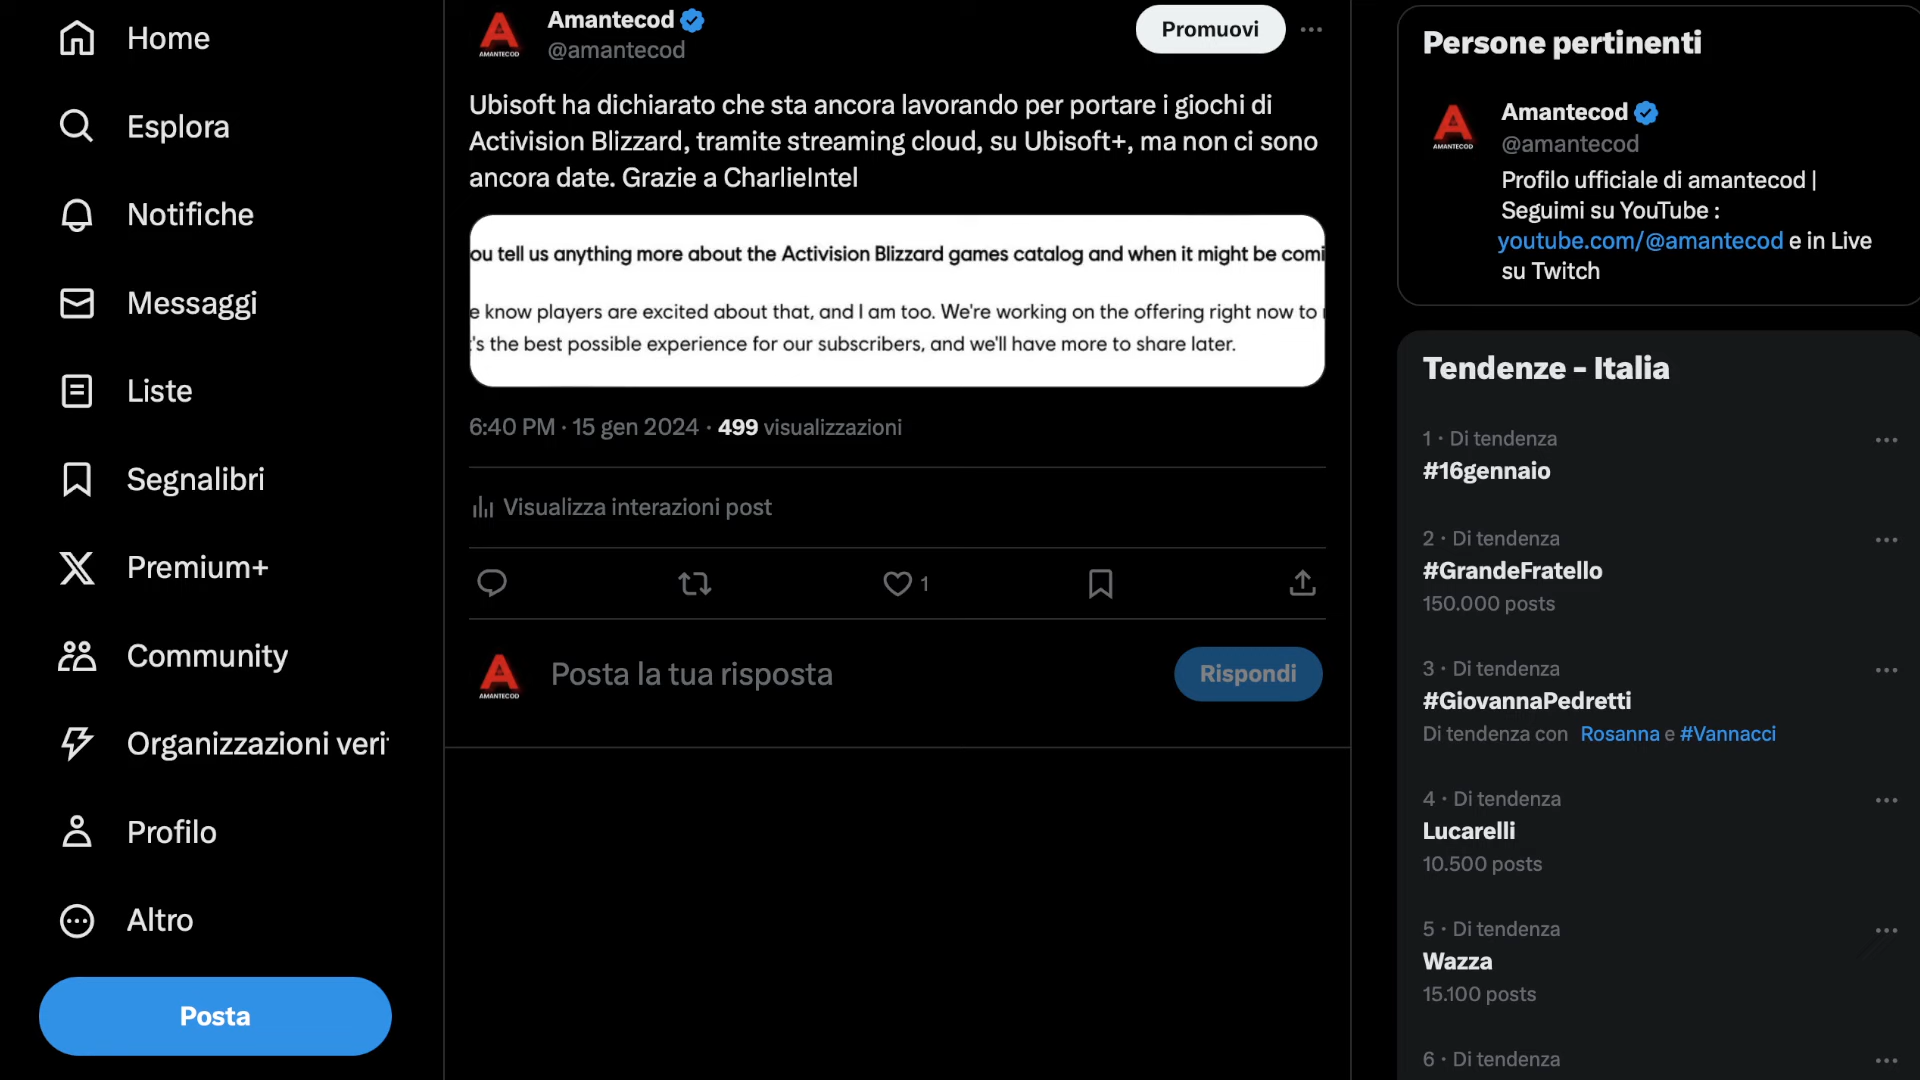 Home
Esplora
Notifiche
Messaggi
Liste
Segnalibri
Premium+
Community
Organizzazioni veri
Profilo
Altro
Posta
AMANTECOD
Amantecod
@amantecod
Promuovi
Ubisoft ha dichiarato che sta ancora lavorando per portare i giochi di
Activision Blizzard, tramite streaming cloud, su Ubisoft+, ma non ci sono
ancora date. Grazie a CharlieIntel
ou tell us anything more about the Activision Blizzard games catalog and when it might be comi
e know players are excited about that, and I am too. We're working on the offering right now to
's the best possible experience for our subscribers, and we'll have more to share later.
6:40 PM · 15 gen 2024 · 499 visualizzazioni
Visualizza interazioni post
1
AMANTECOD
Posta la tua risposta
Rispondi
Persone pertinenti
AMANTECOD
Amantecod
@amantecod
Profilo ufficiale di amantecod |
Seguimi su YouTube :
youtube.com/@amantecod e in Live
su Twitch
Tendenze - Italia
1 · Di tendenza
#16gennaio
2 · Di tendenza
#GrandeFratello
150.000 posts
3 · Di tendenza
#GiovannaPedretti
Di tendenza con Rosanna e #Vannacci
4 · Di tendenza
Lucarelli
10.500 posts
5 · Di tendenza
Wazza
15.100 posts
6 · Di tendenza